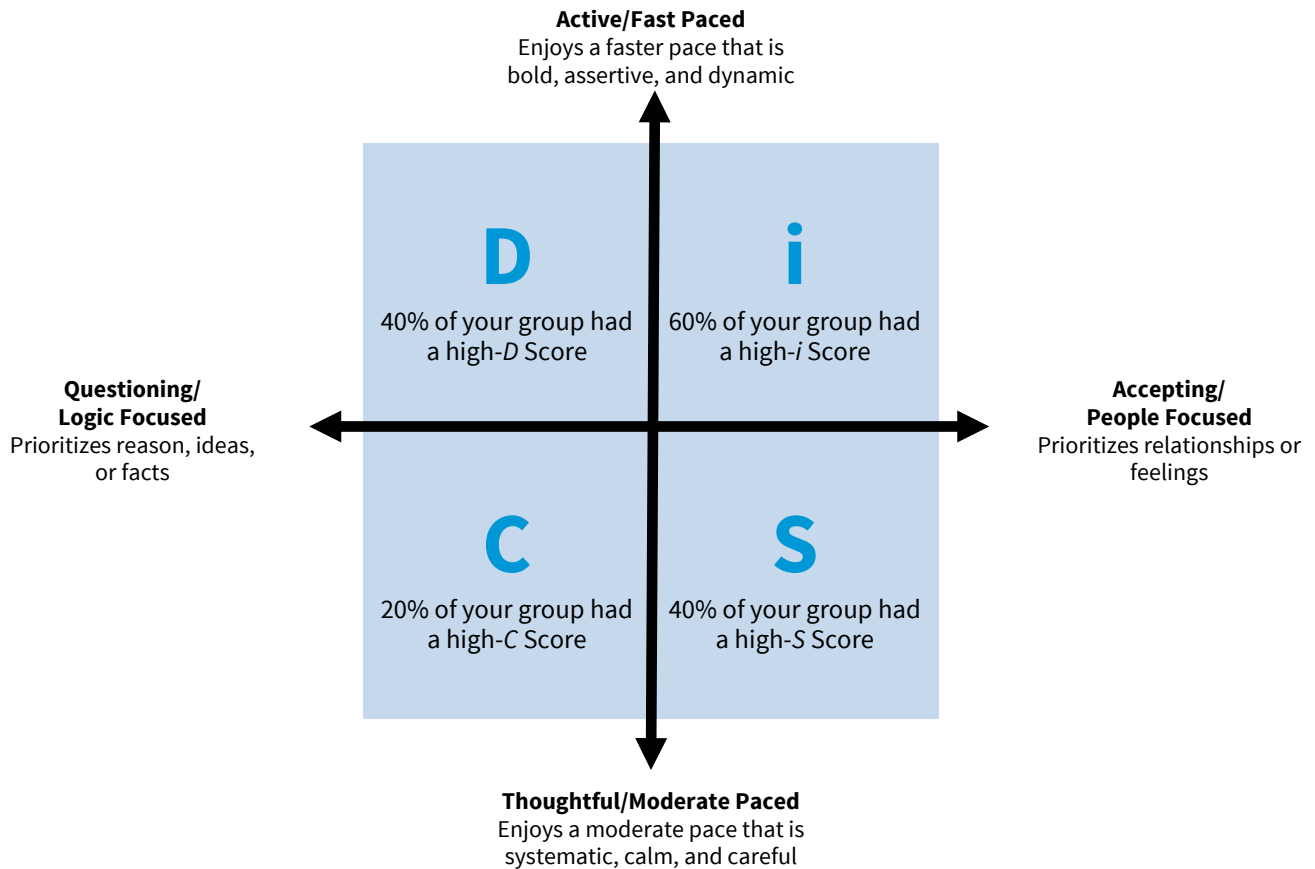 Active/Fast Paced
Enjoys a faster pace that is
bold, assertive, and dynamic
D
40% of your group had
a high-D Score
i
60% of your group had
a high-i Score
Questioning/
Logic Focused
Prioritizes reason, ideas,
or facts
Accepting/
People Focused
Prioritizes relationships or
feelings
C
20% of your group had
a high-C Score
S
40% of your group had
a high-S Score
Thoughtful/Moderate Paced
Enjoys a moderate pace that is
systematic, calm, and careful